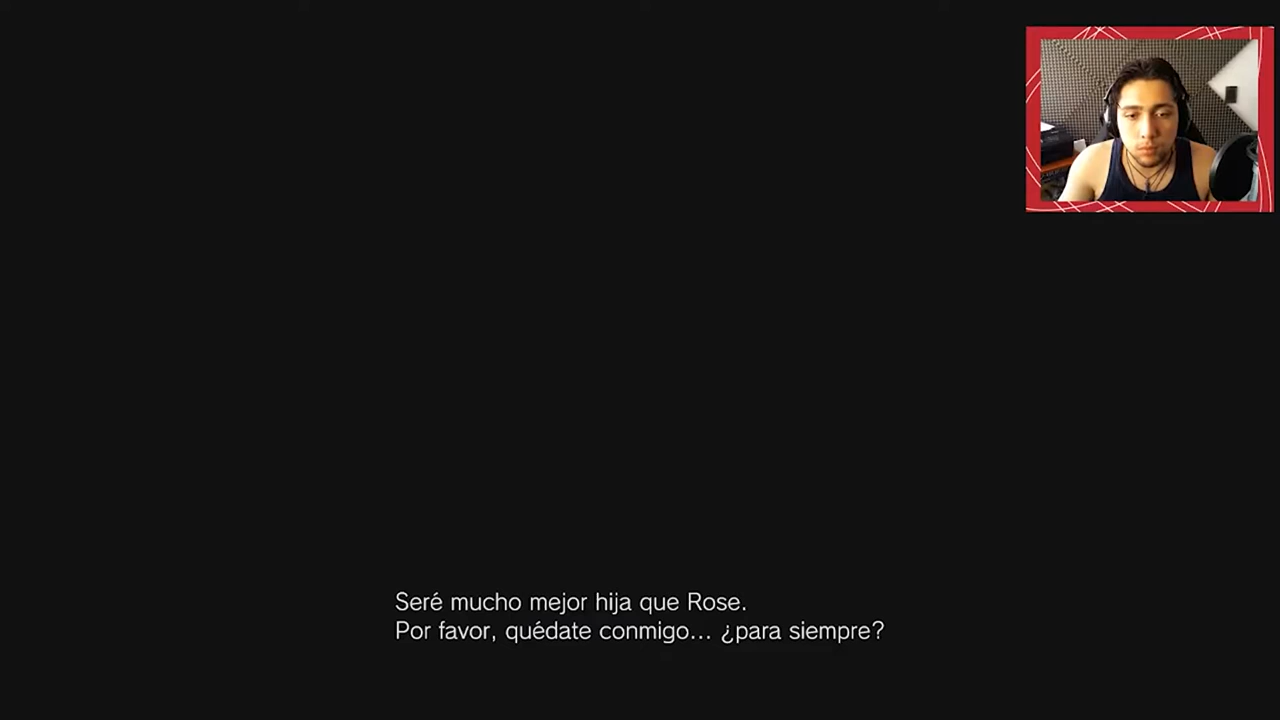 Seré mucho mejor hija que Rose.
Por favor, quédate conmigo... ¿para siempre?